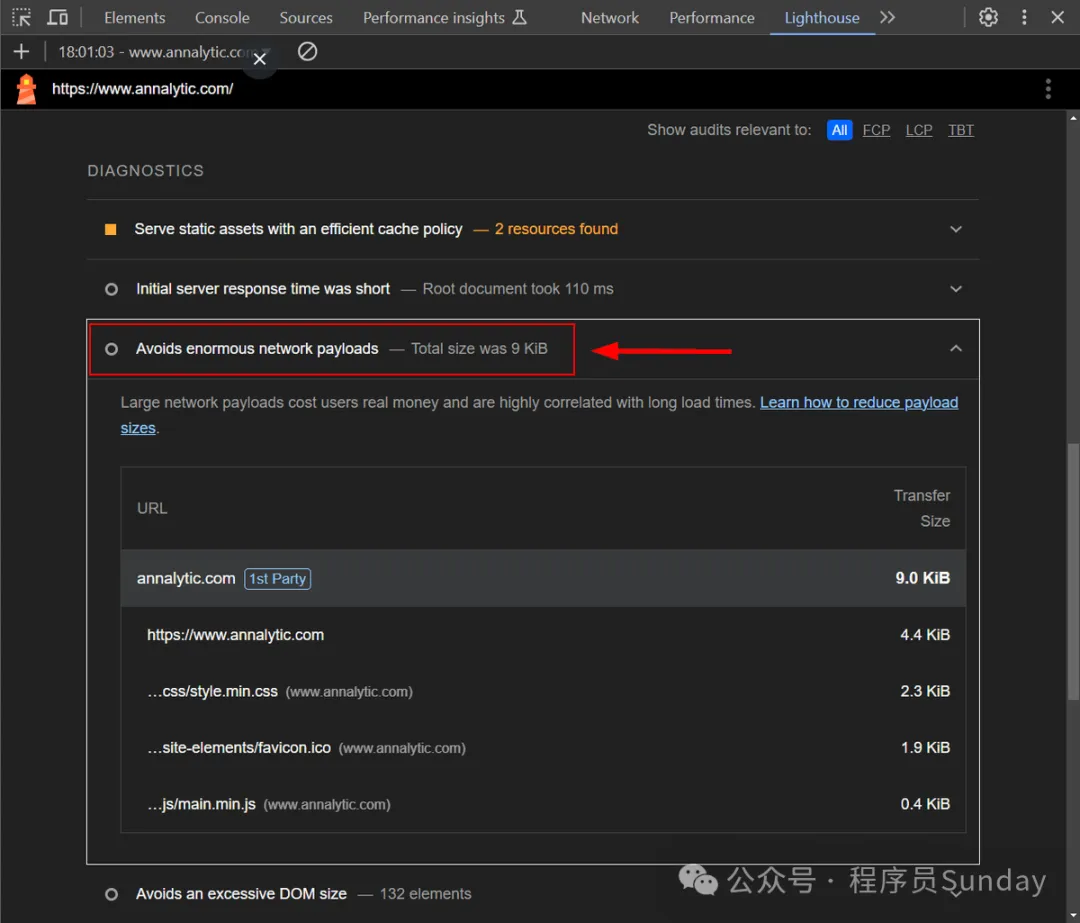 Elements Console Sources Performance insights Network Performance Lighthouse
18:01:03 - www.annalytic.com
https://www.annalytic.com/
Show audits relevant to: All FCP LCP TBT
DIAGNOSTICS
Serve static assets with an efficient cache policy — 2 resources found
Initial server response time was short — Root document took 110 ms
Avoids enormous network payloads — Total size was 9 KiB
Large network payloads cost users real money and are highly correlated with long load times. Learn how to reduce payload
sizes.
Transfer
URL
Size
annalytic.com 1st Party 9.0 KiB
https://www.annalytic.com 4.4 KiB
…css/style.min.css (www.annalytic.com) 2.3 KiB
…site-elements/favicon.ico (www.annalytic.com) 1.9 KiB
…js/main.min.js (www.annalytic.com) 0.4 KiB
公众号 · 程序员Sunday
Avoids an excessive DOM size — 132 elements